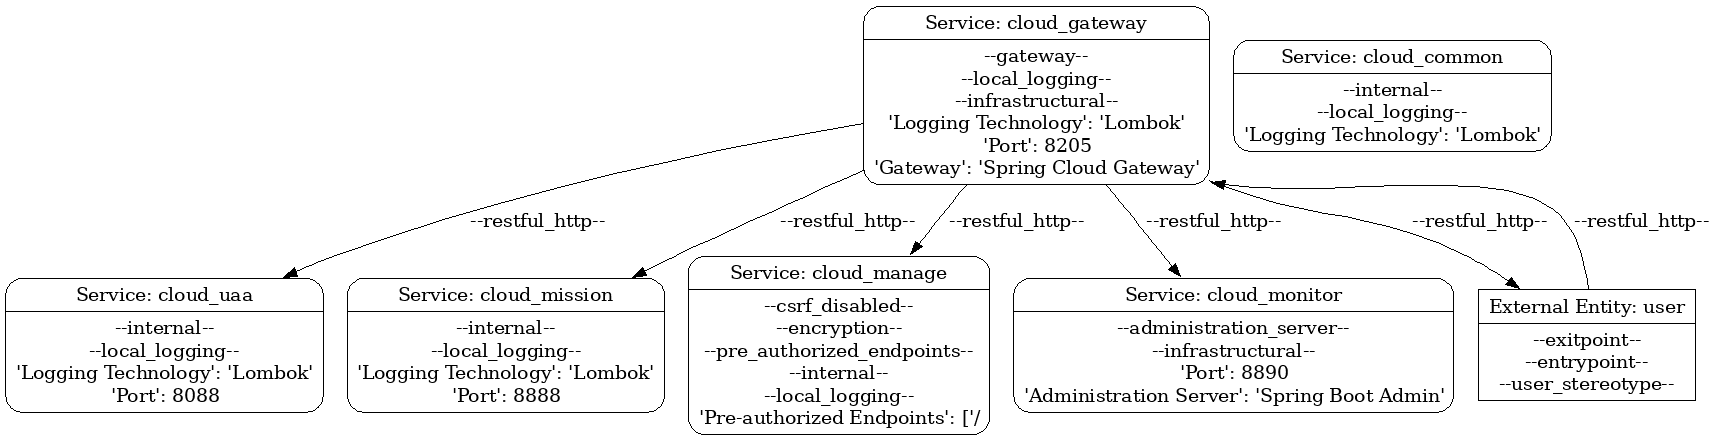 Service: cloud_gateway
--gateway--
--local_logging--
--infrastructural--
'Logging Technology': 'Lombok'
'Port': 8205
'Gateway': 'Spring Cloud Gateway'
Service: cloud_common
--internal--
--local_logging--
'Logging Technology': 'Lombok'
--restful_http--
--restful_http--
--restful_http--
--restful_http--
--restful_http--
--restful_http--
Service: cloud_uaa
--internal--
--local_logging--
'Logging Technology': 'Lombok'
'Port': 8088
Service: cloud_mission
--internal--
--local_logging--
'Logging Technology': 'Lombok'
'Port': 8888
Service: cloud_manage
--csrf_disabled--
--encryption--
--pre_authorized_endpoints--
--internal--
--local_logging--
'Pre-authorized Endpoints': ['/
Service: cloud_monitor
--administration_server--
--infrastructural--
'Port': 8890
'Administration Server': 'Spring Boot Admin'
External Entity: user
--exitpoint--
--entrypoint--
--user_stereotype--